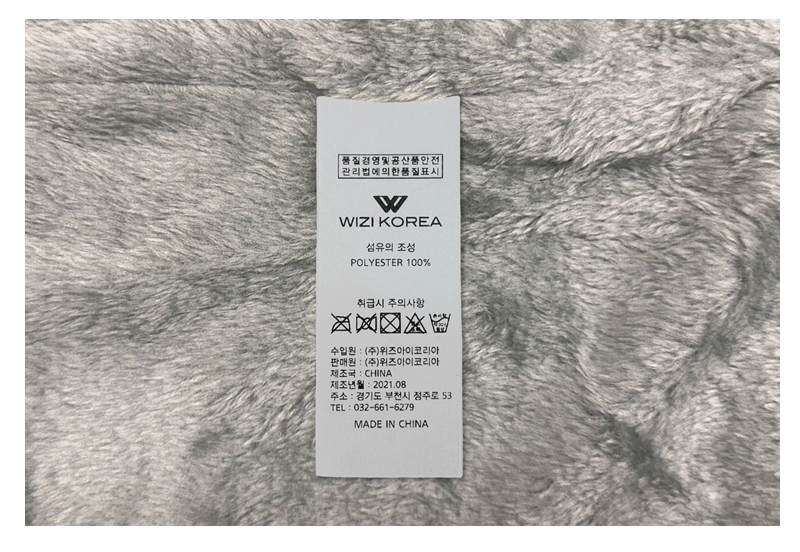 품질경영및공산품안전
관리법에의한품질표시
WIZI KOREA
섬유의 조성
POLYESTER 100%
취급시 주의사항
수입원 : (주)위즈아이코리아
판매원 : (주)위즈아이코리아
제조국 : CHINA
제조년월 : 2021.08
주소 : 경기도 부천시 정주로 53
TEL : 032-661-6279
MADE IN CHINA